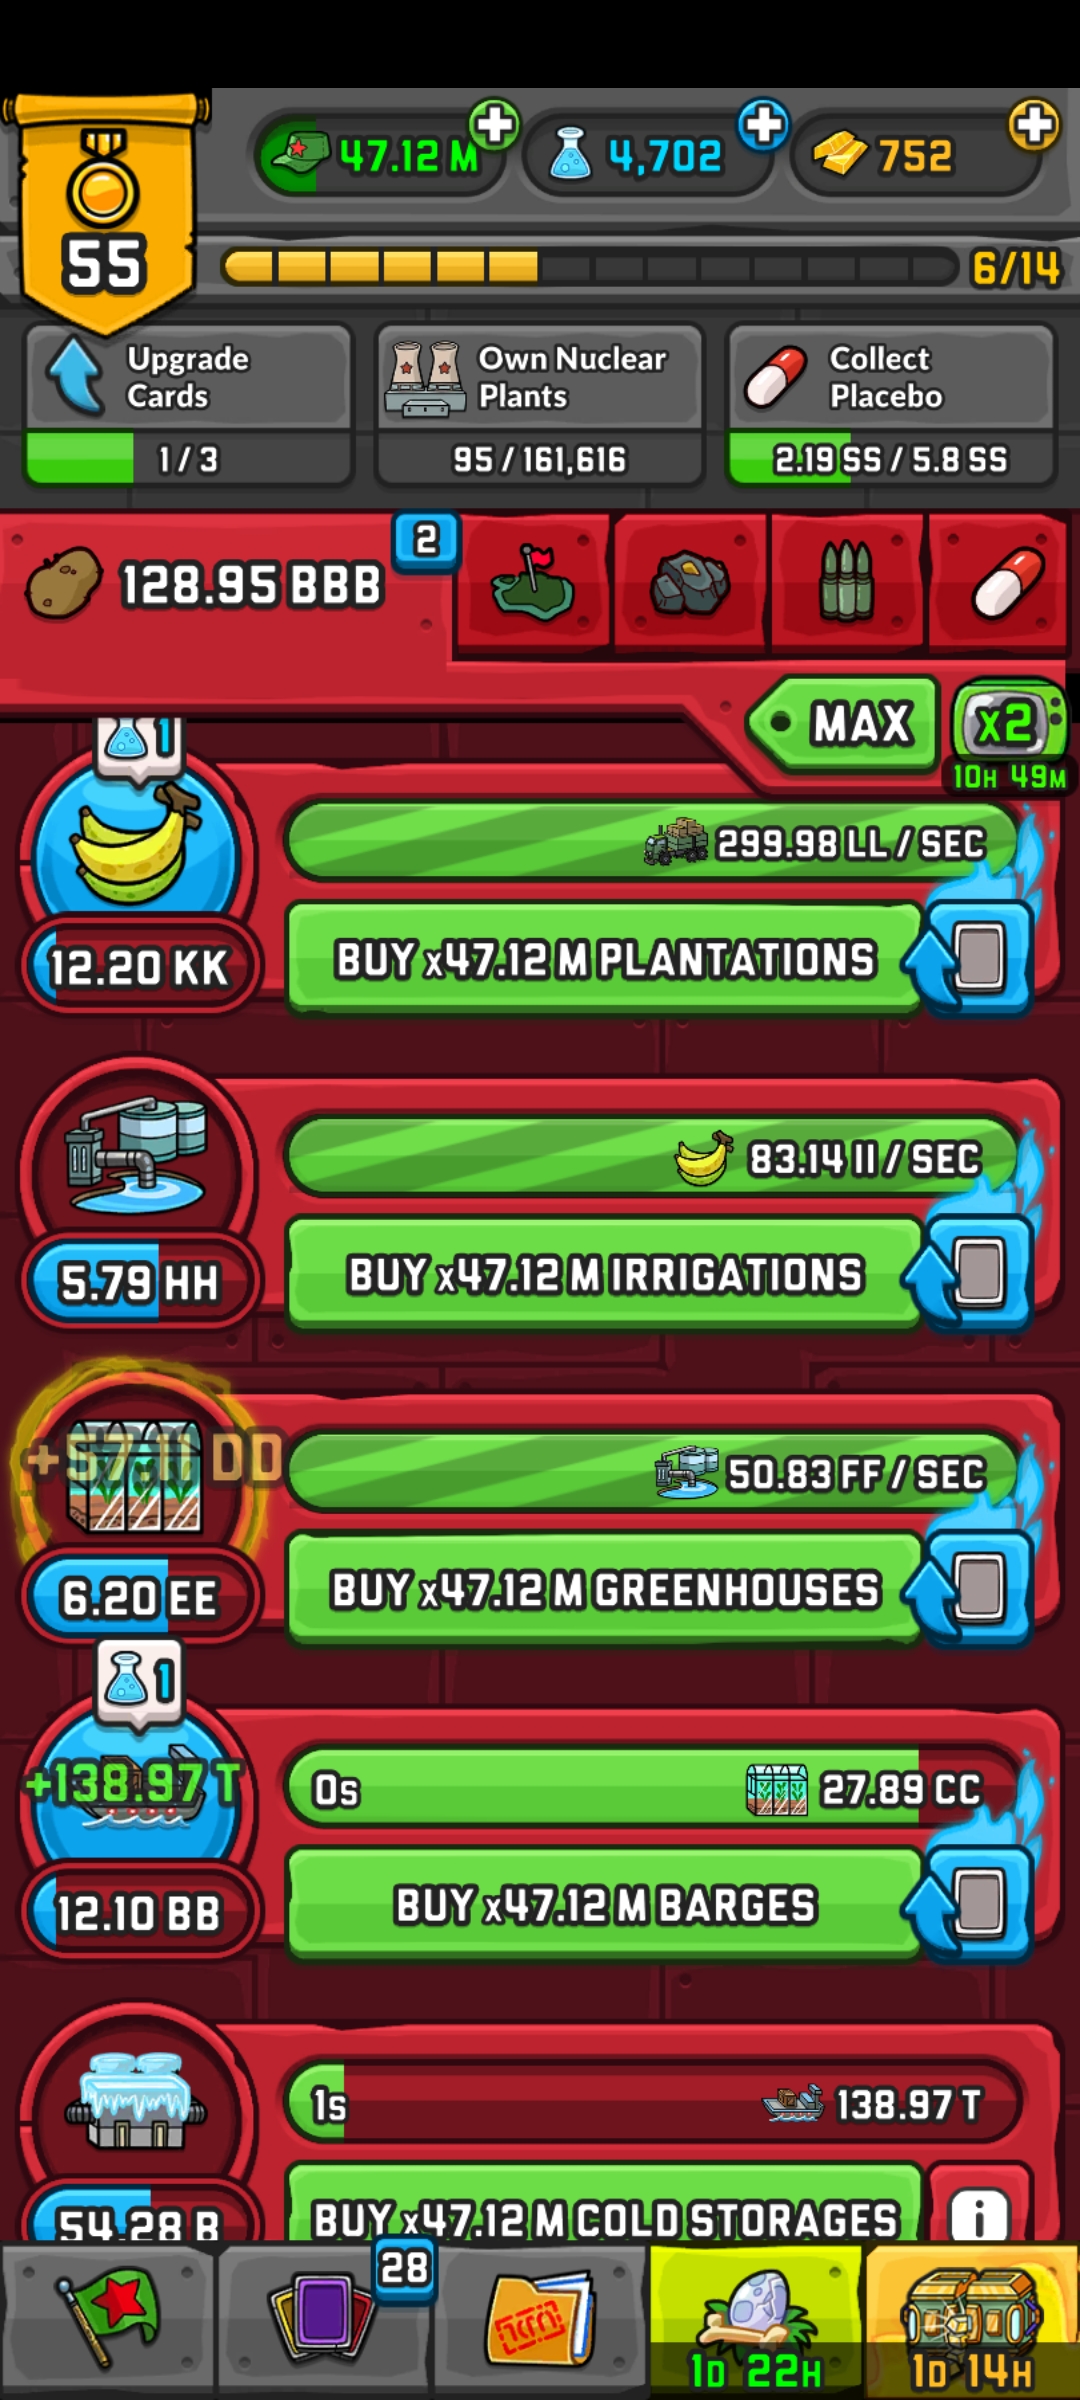 55
47.12 M
4,702
752
6/14
Upgrade
Cards
1 / 3
Own Nuclear
Plants
95 / 161,616
Collect
Placebo
2.19 SS / 5.8 SS
128.95 BBB
2
MAX
x2
10H 49M
1
299.98 LL / SEC
12.20 KK
BUY x47.12 M PLANTATIONS
83.14 II / SEC
5.79 HH
BUY x47.12 M IRRIGATIONS
+57.11 DD
50.83 FF / SEC
6.20 EE
BUY x47.12 M GREENHOUSES
1
+138.97 T
0s
27.89 CC
12.10 BB
BUY x47.12 M BARGES
1s
138.97 T
54.28 B
BUY x47.12 M COLD STORAGES
i
28
1D 22H
1D 14H